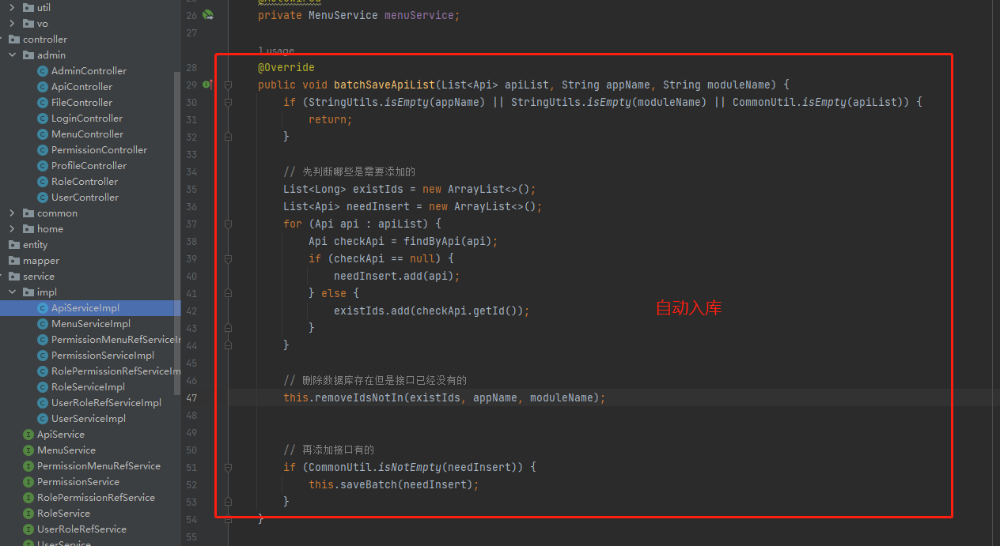 util
vo
controller
admin
AdminController
ApiController
FileController
LoginController
MenuController
PermissionController
ProfileController
RoleController
UserController
common
home
entity
mapper
service
impl
ApiServiceImpl
MenuServiceImpl
PermissionMenuRefServiceIm
PermissionServiceImpl
RolePermissionRefServiceIm
RoleServiceImpl
UserRoleRefServiceImpl
UserServiceImpl
ApiService
MenuService
PermissionMenuRefService
PermissionService
RolePermissionRefService
RoleService
UserRoleRefService
UserService
@Autowired
26 private MenuService menuService;
27
1 usage
28 @Override
29 public void batchSaveApiList(List<Api> apiList, String appName, String moduleName) {
30 if (StringUtils.isEmpty(appName) || StringUtils.isEmpty(moduleName) || CommonUtil.isEmpty(apiList)) {
31 return;
32 }
33
34 // 先判断哪些是需要添加的
35 List<Long> existIds = new ArrayList<>();
36 List<Api> needInsert = new ArrayList<>();
37 for (Api api : apiList) {
38 Api checkApi = findByApi(api);
39 if (checkApi == null) {
40 needInsert.add(api);
41 } else {
42 existIds.add(checkApi.getId());
43 }
44 }
45
46 // 删除数据库存在但是接口已经没有的
47 this.removeIdsNotIn(existIds, appName, moduleName);
48
49
50 // 再添加接口有的
51 if (CommonUtil.isNotEmpty(needInsert)) {
52 this.saveBatch(needInsert);
53 }
54 }
55
自动入库